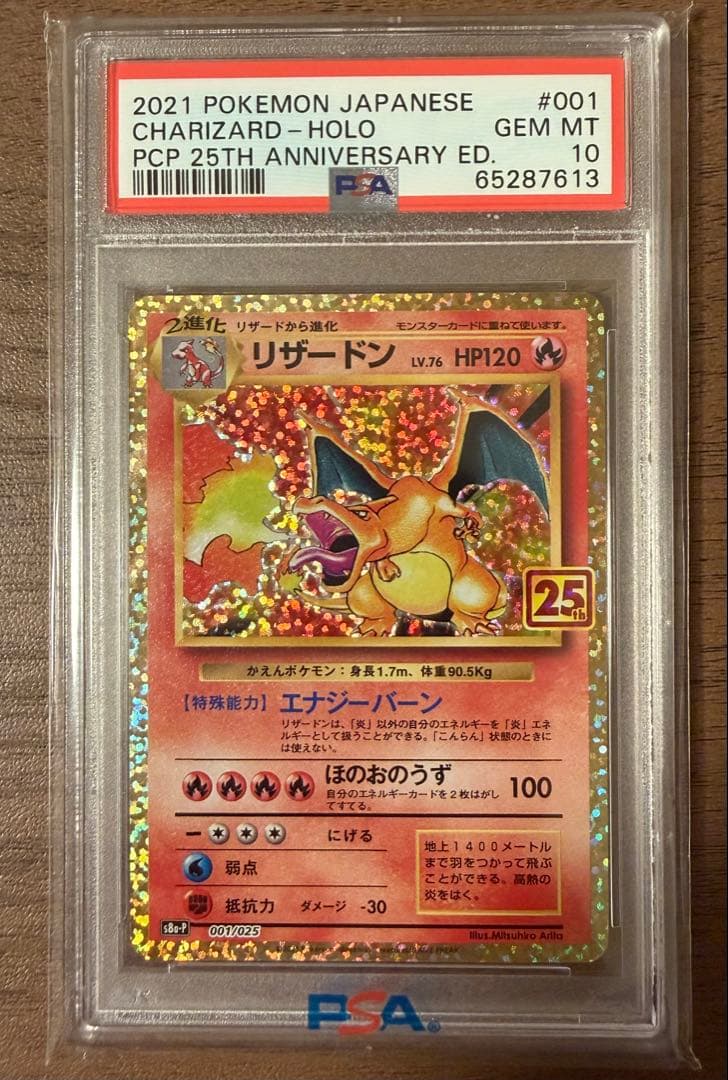 2021 POKEMON JAPANESE #001
CHARIZARD-HOLO GEM MT
PCP 25TH ANNIVERSARY ED. 10
PSA 65287613
2進化 リザードから進化 モンスターカードに重ねて使います。
リザードン LV.76 HP120
25th
かえんポケモン：身長1.7m、体重90.5Kg
【特殊能力】エナジーバーン
リザードンは、「炎」以外の自分のエネルギーを「炎」エネ
ルギーとして扱うことができる。「こんらん」状態のときに
は使えない。
ほのおのうず 100
自分のエネルギーカードを2枚はがし
てすてる。
ー にげる
弱点
抵抗力 ダメージ -30
地上1400メートル
まで羽をつかって飛ぶ
ことができる。高熱の
炎をはく。
s8a-P 001/025
Illus.Mitsuhiro Arita
PSA®